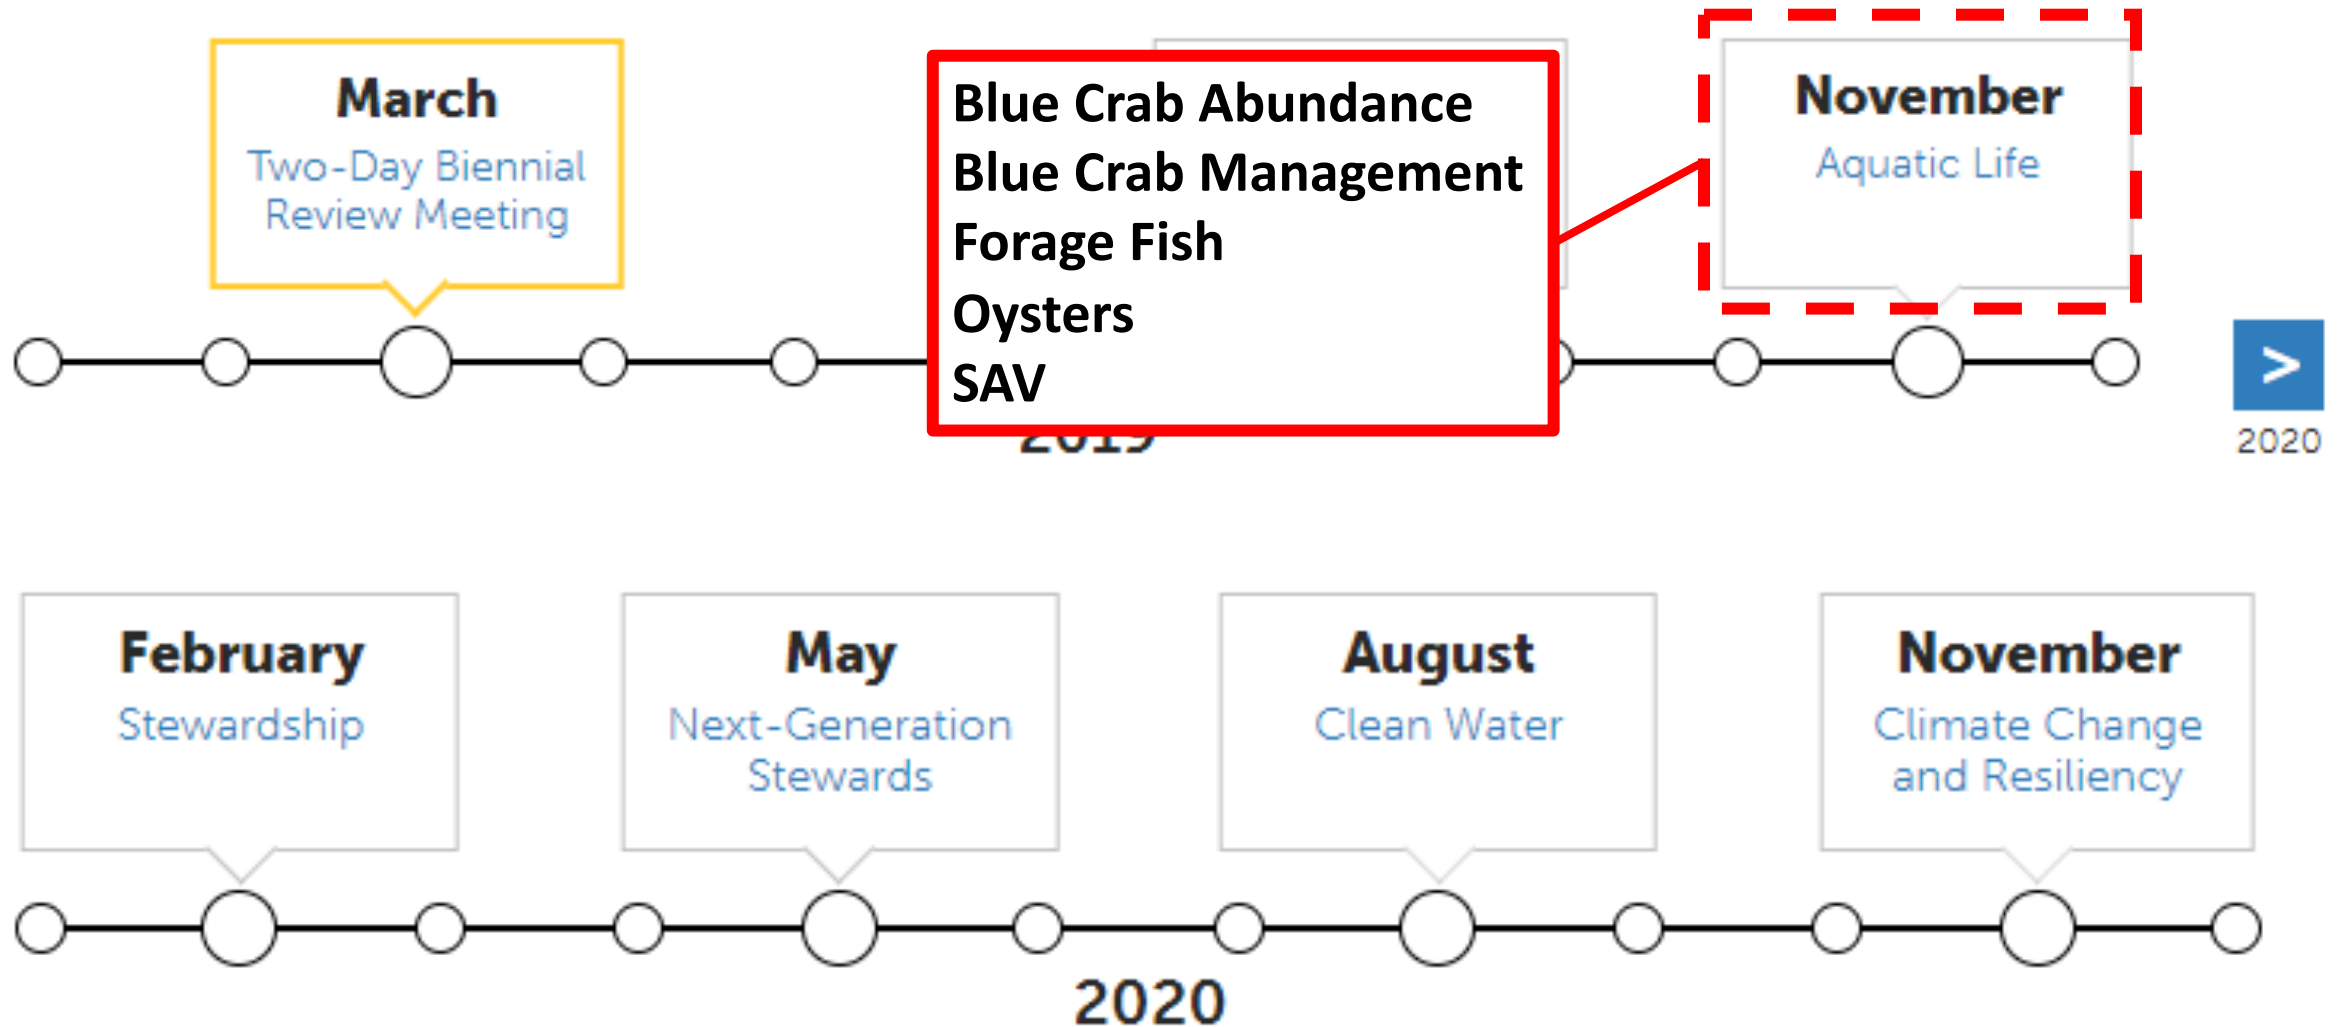 March
Two-Day Biennial
Review Meeting
Blue Crab Abundance
Blue Crab Management
Forage Fish
Oysters
SAV
November
Aquatic Life
>
2020
2019
February
Stewardship
May
Next-Generation
Stewards
August
Clean Water
November
Climate Change
and Resiliency
2020